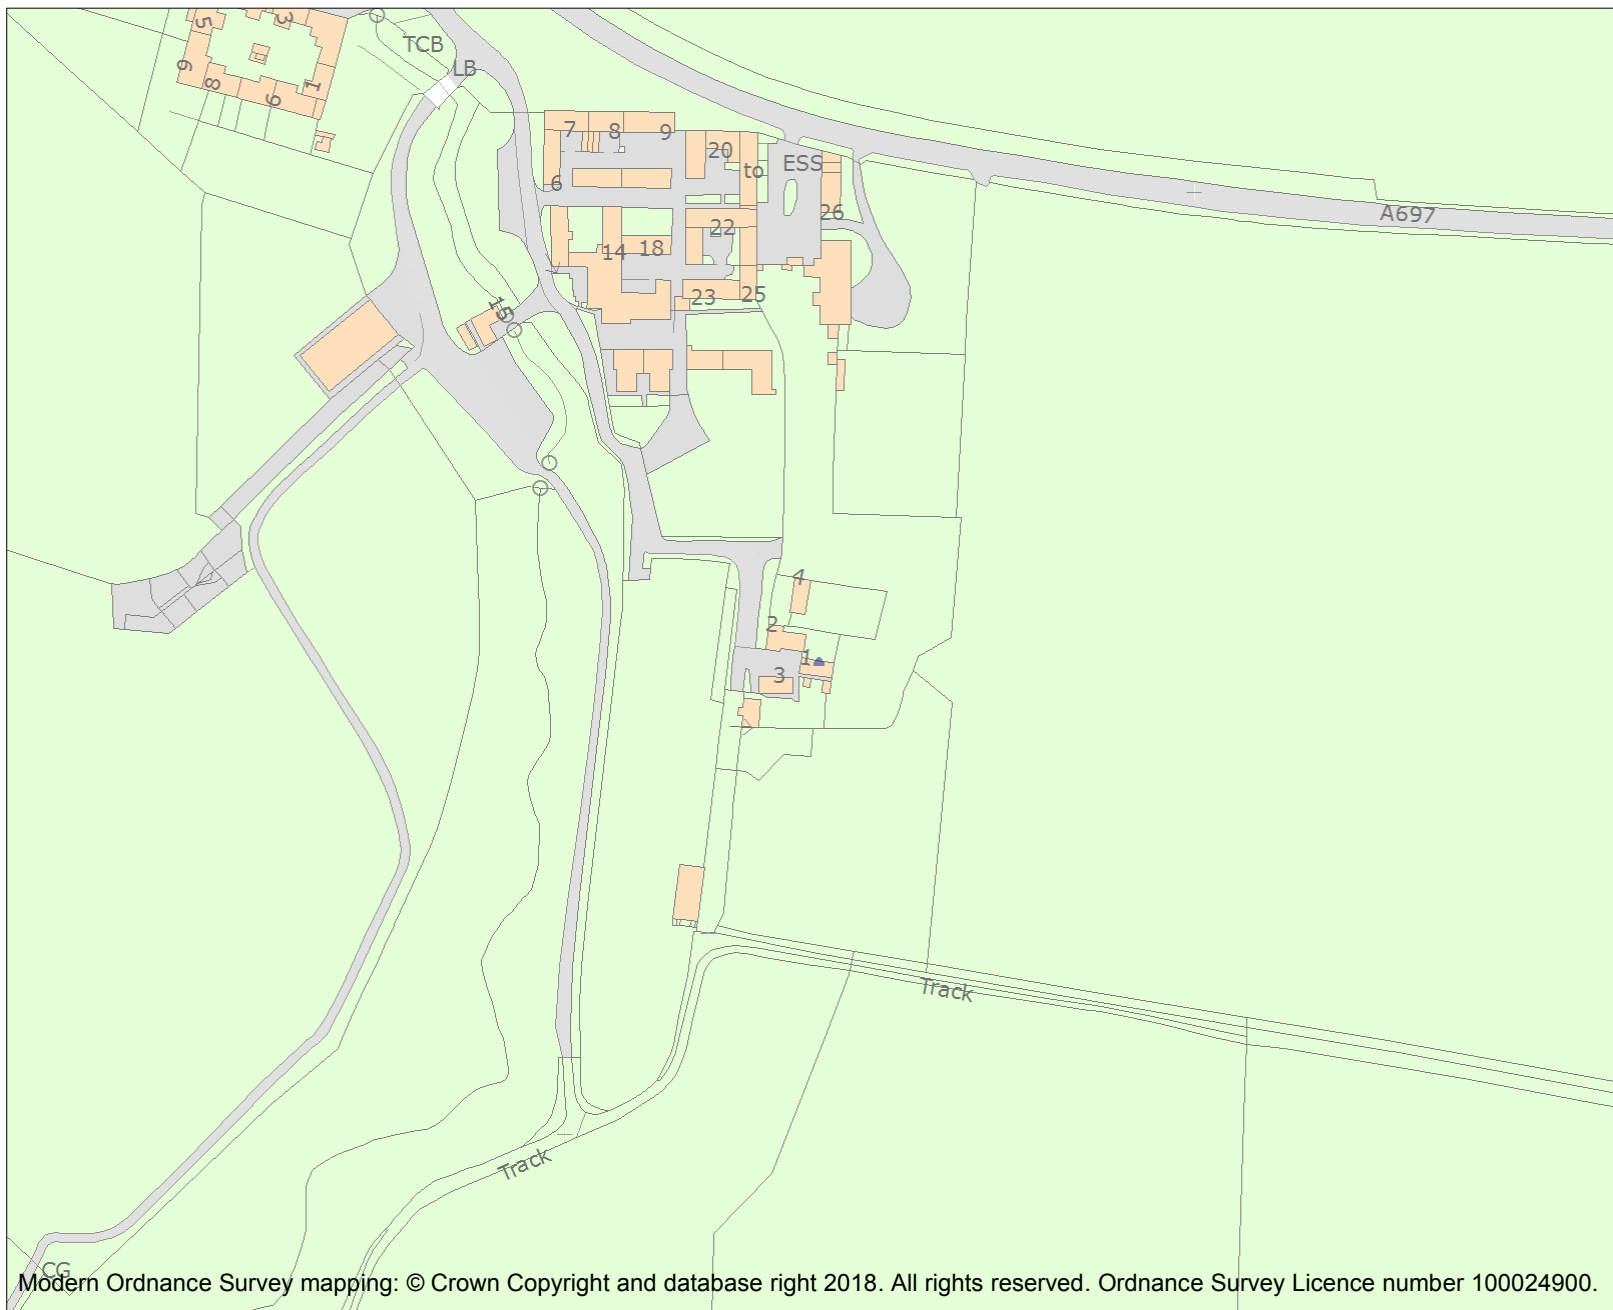 5
3
TCB
9
8
6
1
LB
7
8
9
20
to
ESS
6
26
A697
22
14
18
23
25
15
4
2
1
3
Track
Track
CG
Modern Ordnance Survey mapping: © Crown Copyright and database right 2018. All rights reserved. Ordnance Survey Licence number 100024900.